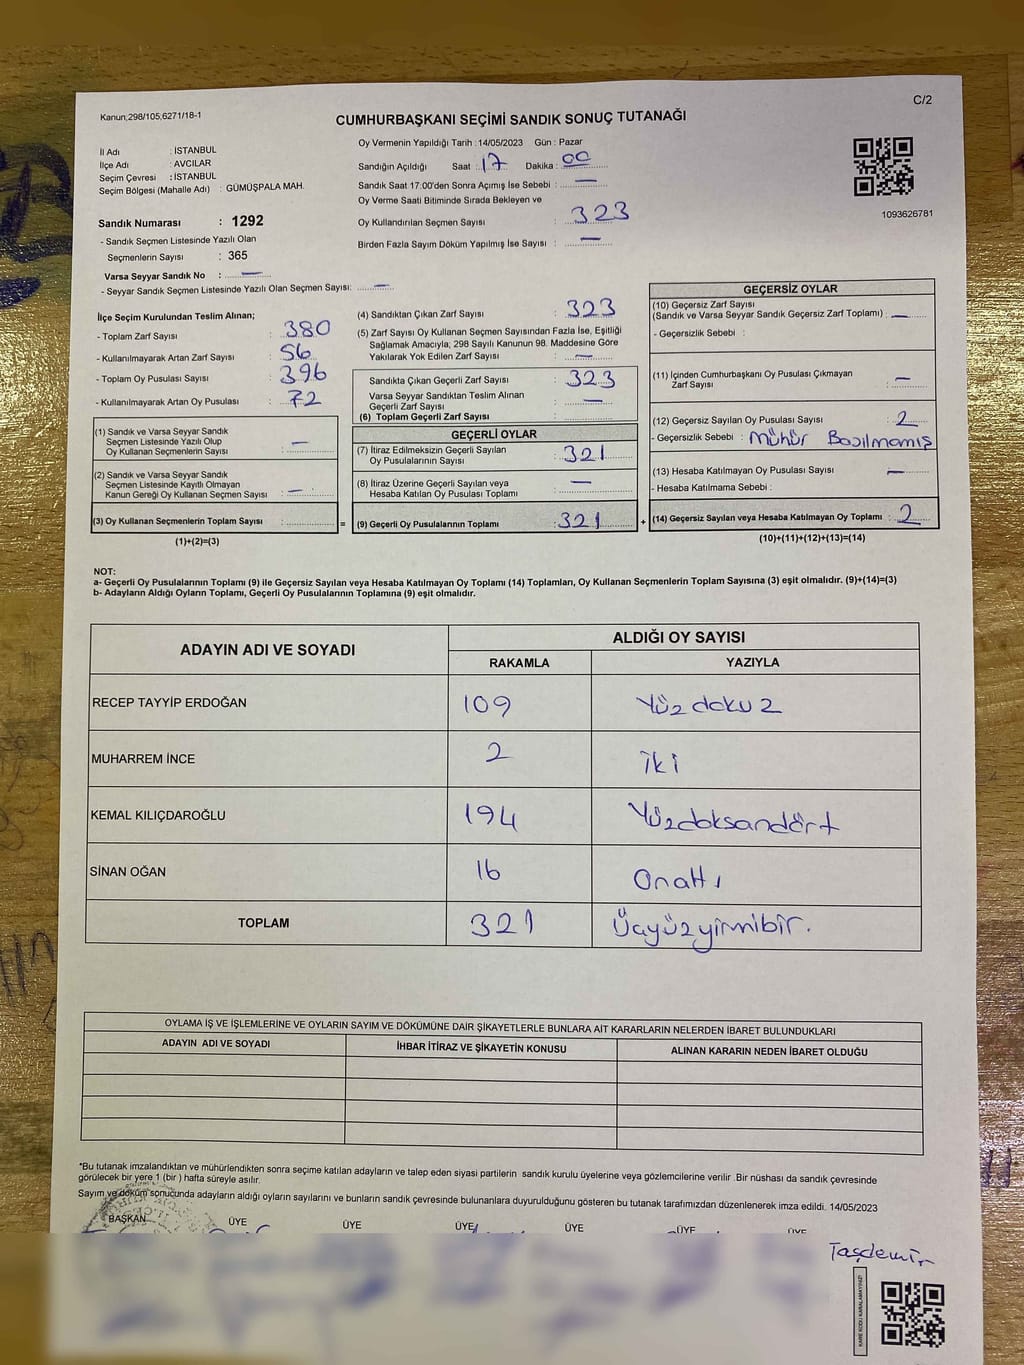 C/2
Kanun;298/105,6271/18-1
CUMHURBAŞKANI SEÇİMİ SANDIK SONUÇ TUTANAĞI
İl Adı : İSTANBUL
İlçe Adı : AVCILAR
Seçim Çevresi : İSTANBUL
Seçim Bölgesi (Mahalle Adı) : GÜMÜŞPALA MAH.
Sandık Numarası : 1292
- Sandık Seçmen Listesinde Yazılı Olan
Seçmenlerin Sayısı : 365
Varsa Seyyar Sandık No : —
- Seyyar Sandık Seçmen Listesinde Yazılı Olan Seçmen Sayısı: —
Oy Vermenin Yapıldığı Tarih : 14/05/2023 Gün : Pazar
Sandığın Açıldığı Saat : 17 Dakika : 00
Sandık Saat 17:00'den Sonra Açımış İse Sebebi : —
Oy Verme Saati Bitiminde Sırada Bekleyen ve
Oy Kullandırılan Seçmen Sayısı : 323
Birden Fazla Sayım Döküm Yapılmış İse Sayısı : —
1093626781
İlçe Seçim Kurulundan Teslim Alınan;
- Toplam Zarf Sayısı : 380
- Kullanılmayarak Artan Zarf Sayısı : 56
- Toplam Oy Pusulası Sayısı : 396
- Kullanılmayarak Artan Oy Pusulası : 72
(1) Sandık ve Varsa Seyyar Sandık
Seçmen Listesinde Yazılı Olup
Oy Kullanan Seçmenlerin Sayısı : —
(2) Sandık ve Varsa Seyyar Sandık
Seçmen Listesinde Kayıtlı Olmayan
Kanun Gereği Oy Kullanan Seçmen Sayısı : —
(3) Oy Kullanan Seçmenlerin Toplam Sayısı :
(1)+(2)=(3)
(4) Sandıktan Çıkan Zarf Sayısı : 323
(5) Zarf Sayısı Oy Kullanan Seçmen Sayısından Fazla İse, Eşitliği
Sağlamak Amacıyla; 298 Sayılı Kanunun 98. Maddesine Göre
Yakılarak Yok Edilen Zarf Sayısı : —
Sandıkta Çıkan Geçerli Zarf Sayısı : 323
Varsa Seyyar Sandıktan Teslim Alınan
Geçerli Zarf Sayısı : —
(6) Toplam Geçerli Zarf Sayısı :
GEÇERLİ OYLAR
(7) İtiraz Edilmeksizin Geçerli Sayılan
Oy Pusulalarının Sayısı : 321
(8) İtiraz Üzerine Geçerli Sayılan veya
Hesaba Katılan Oy Pusulası Toplamı : —
= (9) Geçerli Oy Pusulalarının Toplamı : 321 +
GEÇERSİZ OYLAR
(10) Geçersiz Zarf Sayısı
(Sandık ve Varsa Seyyar Sandık Geçersiz Zarf Toplamı) : —
- Geçersizlik Sebebi :
(11) İçinden Cumhurbaşkanı Oy Pusulası Çıkmayan
Zarf Sayısı : —
(12) Geçersiz Sayılan Oy Pusulası Sayısı : 2
- Geçersizlik Sebebi : Mühür Basılmamış
(13) Hesaba Katılmayan Oy Pusulası Sayısı : —
- Hesaba Katılmama Sebebi :
(14) Geçersiz Sayılan veya Hesaba Katılmayan Oy Toplamı : 2
(10)+(11)+(12)+(13)=(14)
NOT:
a- Geçerli Oy Pusulalarının Toplamı (9) ile Geçersiz Sayılan veya Hesaba Katılmayan Oy Toplamı (14) Toplamları, Oy Kullanan Seçmenlerin Toplam Sayısına (3) eşit olmalıdır. (9)+(14)=(3)
b- Adayların Aldığı Oyların Toplamı, Geçerli Oy Pusulalarının Toplamına (9) eşit olmalıdır.
ADAYIN ADI VE SOYADI
ALDIĞI OY SAYISI
RAKAMLA YAZIYLA
RECEP TAYYİP ERDOĞAN 109 Yüzdokuz
MUHARREM İNCE 2 iki
KEMAL KILIÇDAROĞLU 194 Yüzdoksandört
SİNAN OĞAN 16 Onaltı
TOPLAM 321 Üçyüzyirmibir.
OYLAMA İŞ VE İŞLEMLERİNE VE OYLARIN SAYIM VE DÖKÜMÜNE DAİR ŞİKAYETLERLE BUNLARA AİT KARARLARIN NELERDEN İBARET BULUNDUKLARI
ADAYIN ADI VE SOYADI İHBAR İTİRAZ VE ŞİKAYETİN KONUSU ALINAN KARARIN NEDEN İBARET OLDUĞU
*Bu tutanak imzalandıktan ve mühürlendikten sonra seçime katılan adayların ve talep eden siyasi partilerin sandık kurulu üyelerine veya gözlemcilerine verilir .Bir nüshası da sandık çevresinde
görülecek bir yere 1 (bir ) hafta süreyle asılır.
Sayım ve döküm sonucunda adayların aldığı oyların sayılarını ve bunların sandık çevresinde bulunanlara duyurulduğunu gösteren bu tutanak tarafımızdan düzenlenerek imza edildi. 14/05/2023
BAŞKAN ÜYE ÜYE ÜYE ÜYE ÜYE ÜYE
Taşdemir
KARE KODU KARALAMAYINIZ!